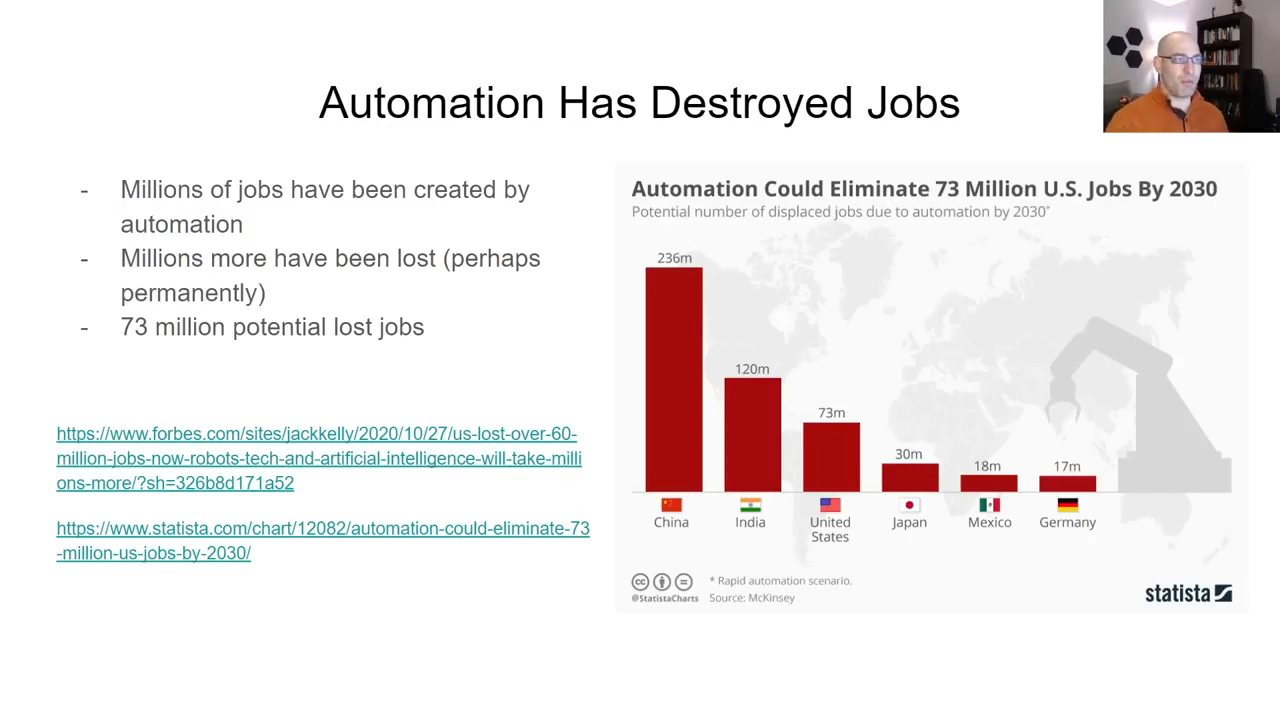 Automation Has Destroyed Jobs
- Millions of jobs have been created by
automation
- Millions more have been lost (perhaps
permanently)
- 73 million potential lost jobs
https://www.forbes.com/sites/jackkelly/2020/10/27/us-lost-over-60-
million-jobs-now-robots-tech-and-artificial-intelligence-will-take-milli
ons-more/?sh=326b8d171a52
https://www.statista.com/chart/12082/automation-could-eliminate-73
-million-us-jobs-by-2030/
Automation Could Eliminate 73 Million U.S. Jobs By 2030
Potential number of displaced jobs due to automation by 2030*
236m
120m
73m
30m
18m
17m
China
India
United
States
Japan
Mexico
Germany
* Rapid automation scenario.
@StatistaCharts Source: McKinsey
statista